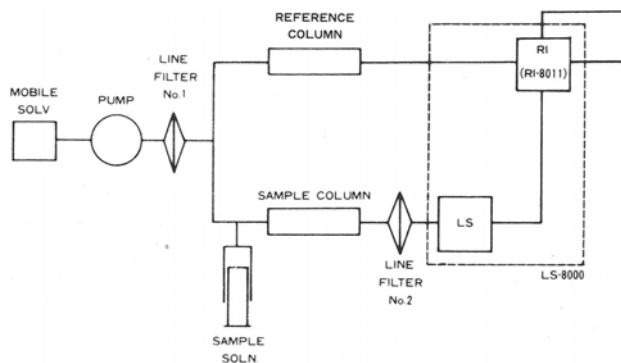 REFERENCE
COLUMN
RI
(RI-8011)
LINE
FILTER
No.1
MOBILE
SOLV
PUMP
SAMPLE COLUMN
LS
LINE
FILTER
No.2
LS-8000
SAMPLE
SOLN.